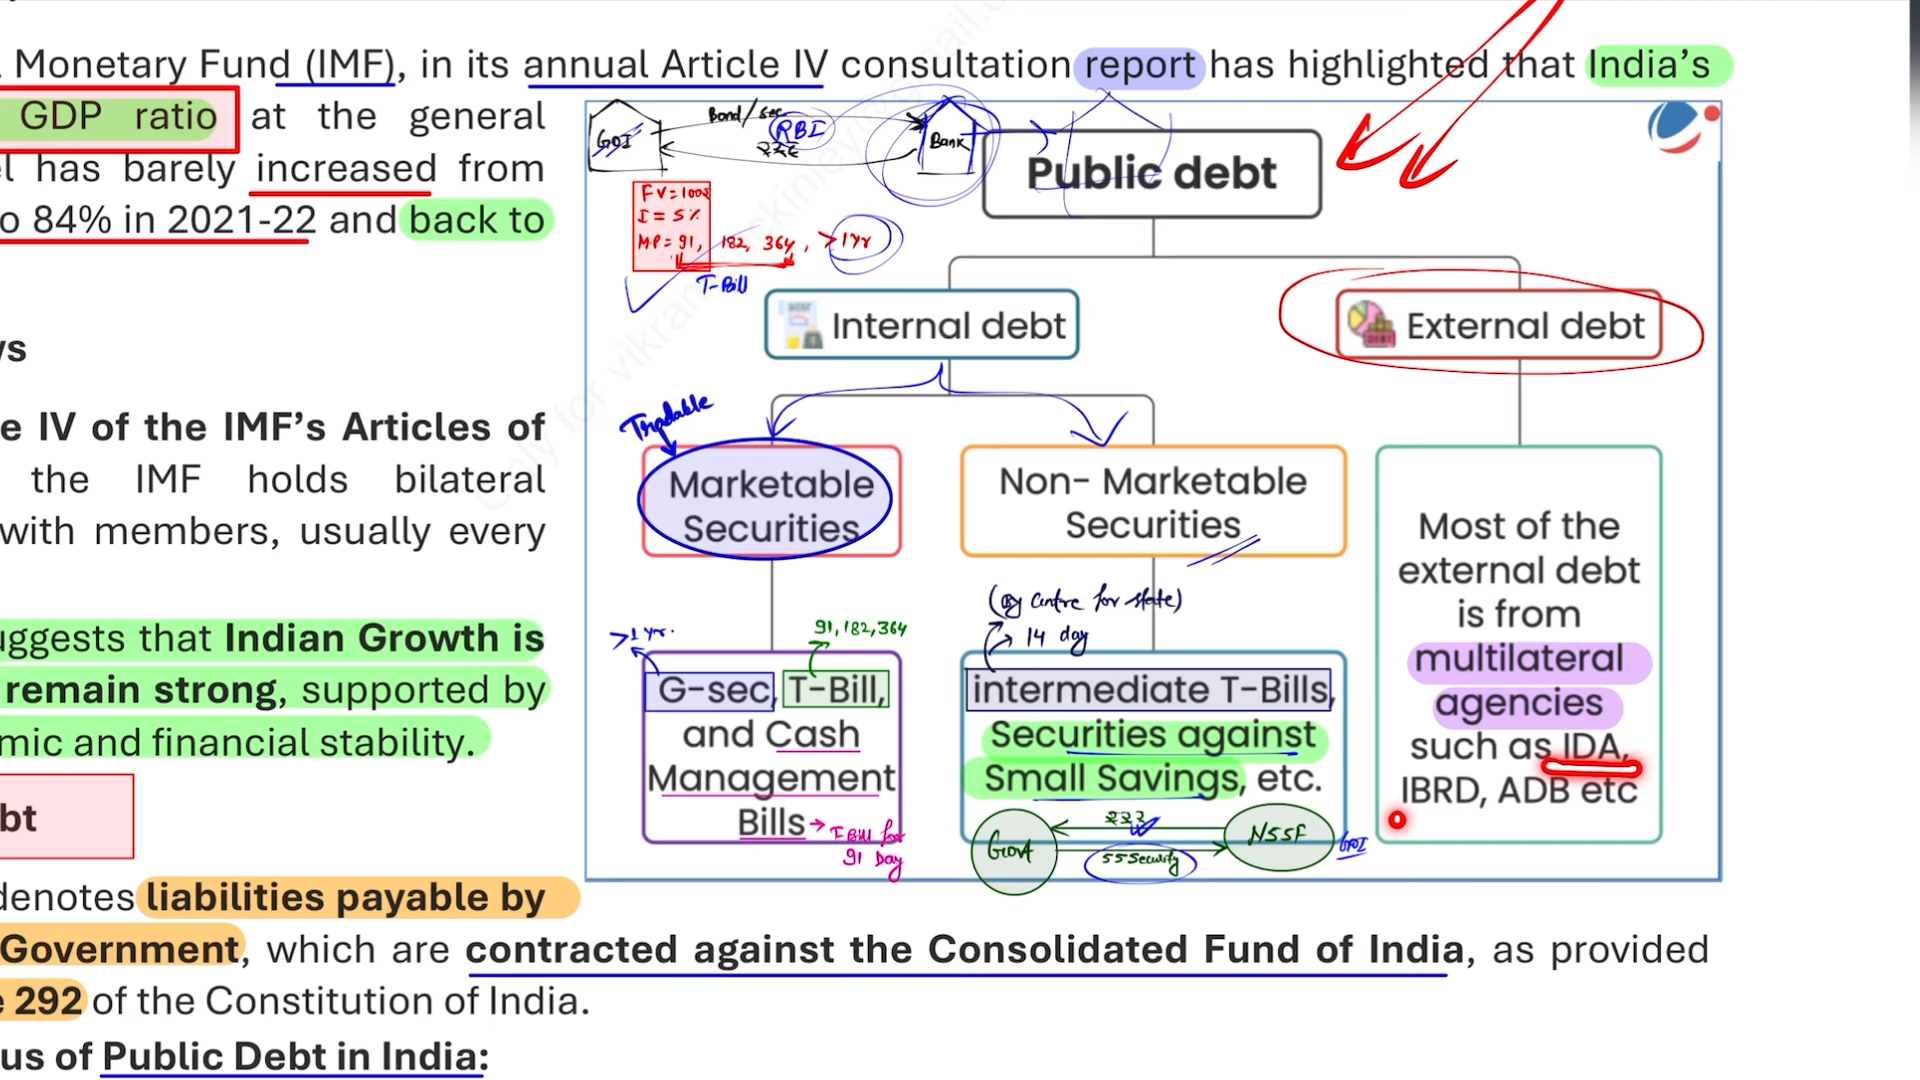 . Monetary Fund (IMF), in its annual Article IV consultation report has highlighted that India's
GDP ratio at the general
el has barely increased from
o 84% in 2021-22 and back to
ys
e IV of the IMF's Articles of
the IMF holds bilateral
with members, usually every
uggests that Indian Growth is
remain strong, supported by
mic and financial stability.
bt
denotes liabilities payable by
Government, which are contracted against the Consolidated Fund of India, as provided
e 292 of the Constitution of India.
us of Public Debt in India:
GOI
Bond/sec
RBI
₹₹₹
Bank
Public debt
FV=100₹
I=5%
M.P=91, 182, 364, >1yr
T-Bill
Internal debt
External debt
Tradable
Marketable
Securities
Non- Marketable
Securities
Most of the
external debt
is from
multilateral
agencies
such as IDA,
IBRD, ADB etc
>1yr.
91,182,364
G-sec, T-Bill,
and Cash
Management
Bills
→ T Bill for
91 Day
(By Centre for state)
→ 14 day
intermediate T-Bills,
Securities against
Small Savings, etc.
Govt
₹₹₹
SSSecurity
NSSF
GOI